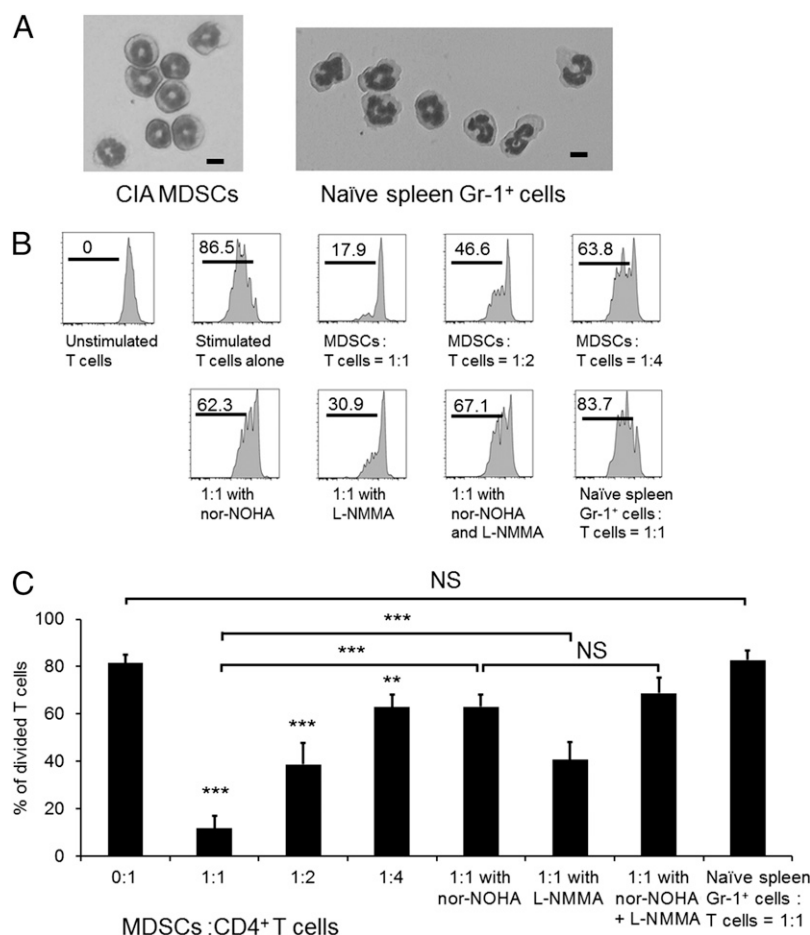 A
CIA MDSCs
Naïve spleen Gr-1⁺ cells
B
0
Unstimulated
T cells
86.5
Stimulated
T cells alone
17.9
MDSCs :
T cells = 1:1
46.6
MDSCs :
T cells = 1:2
63.8
MDSCs :
T cells = 1:4
62.3
1:1 with
nor-NOHA
30.9
1:1 with
L-NMMA
67.1
1:1 with
nor-NOHA
and L-NMMA
83.7
Naïve spleen
Gr-1⁺ cells :
T cells = 1:1
C
NS
***
***
NS
**
***
***
% of divided T cells
100
80
60
40
20
0
0:1
1:1
1:2
1:4
1:1 with
nor-NOHA
1:1 with
L-NMMA
1:1 with
nor-NOHA
+ L-NMMA
Naïve spleen
Gr-1⁺ cells :
T cells = 1:1
MDSCs :CD4⁺ T cells